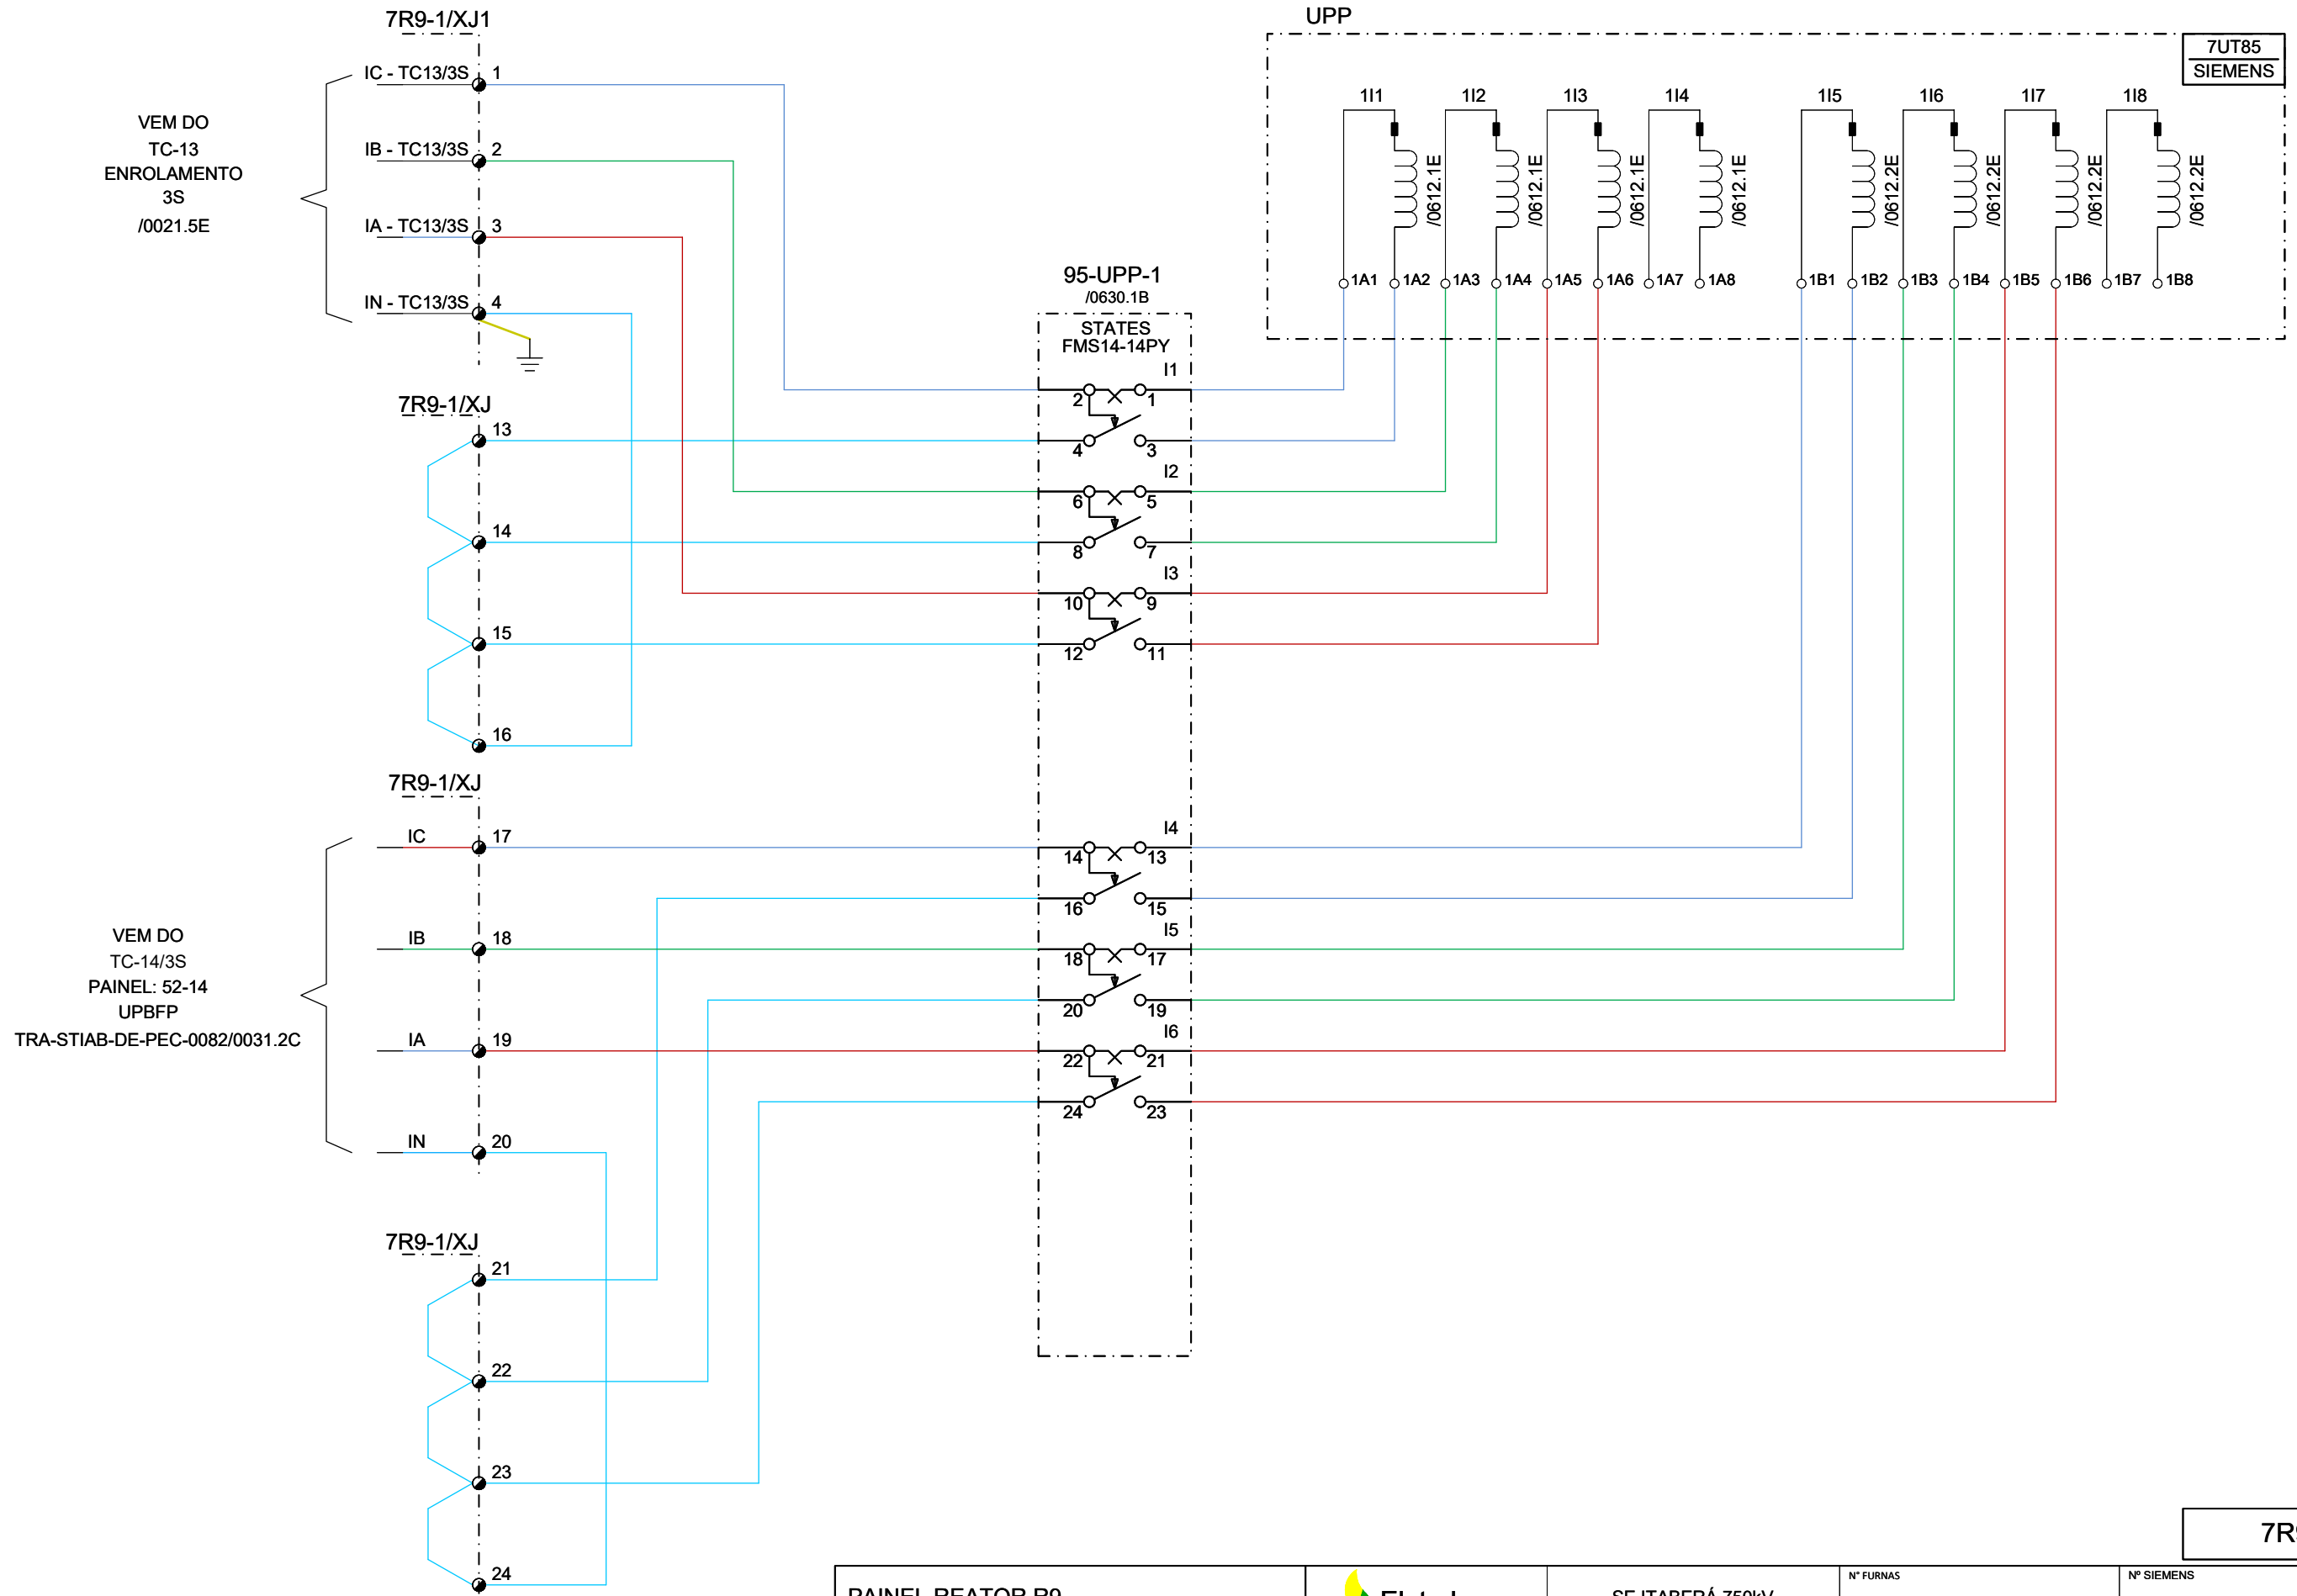 7R9-1/XJ1
UPP
7UT85
SIEMENS
IC - TC13/3S
1
IB - TC13/3S
2
IA - TC13/3S
3
IN - TC13/3S
4
VEM DO
TC-13
ENROLAMENTO
3S
/0021.5E
1I1
1I2
1I3
1I4
1I5
1I6
1I7
1I8
/0612.1E
/0612.1E
/0612.1E
/0612.1E
/0612.2E
/0612.2E
/0612.2E
/0612.2E
1A1
1A2
1A3
1A4
1A5
1A6
1A7
1A8
1B1
1B2
1B3
1B4
1B5
1B6
1B7
1B8
95-UPP-1
/0630.1B
STATES
FMS14-14PY
I1
2
1
4
3
I2
6
5
8
7
I3
10
9
12
11
I4
14
13
16
15
I5
18
17
20
19
I6
22
21
24
23
7R9-1/XJ
13
14
15
16
7R9-1/XJ
IC
17
IB
18
IA
19
IN
20
VEM DO
TC-14/3S
PAINEL: 52-14
UPBFP
TRA-STIAB-DE-PEC-0082/0031.2C
7R9-1/XJ
21
22
23
24
PAINEL REATOR R9
SE ITABERÁ 750kV
N° FURNAS
Nº SIEMENS